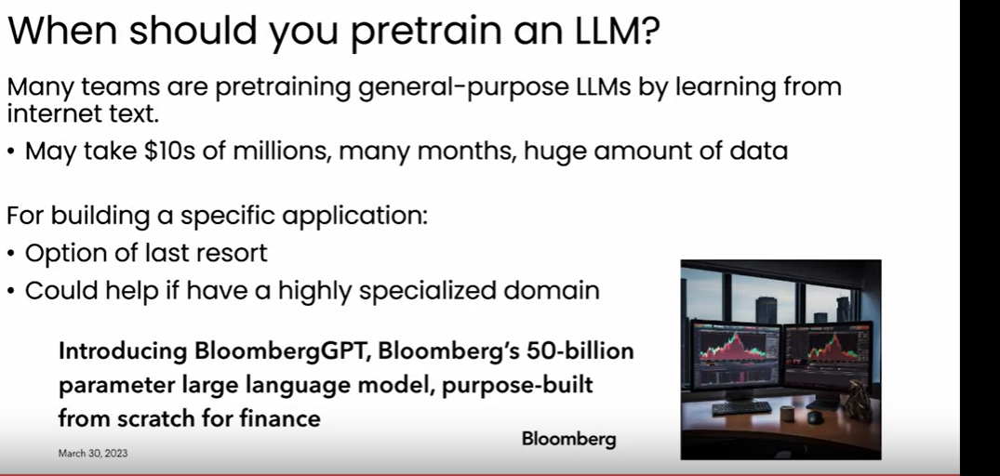 When should you pretrain an LLM?
Many teams are pretraining general-purpose LLMs by learning from
internet text.
• May take $10s of millions, many months, huge amount of data
For building a specific application:
• Option of last resort
• Could help if have a highly specialized domain
Introducing BloombergGPT, Bloomberg's 50-billion
parameter large language model, purpose-built
from scratch for finance
Bloomberg
March 30, 2023